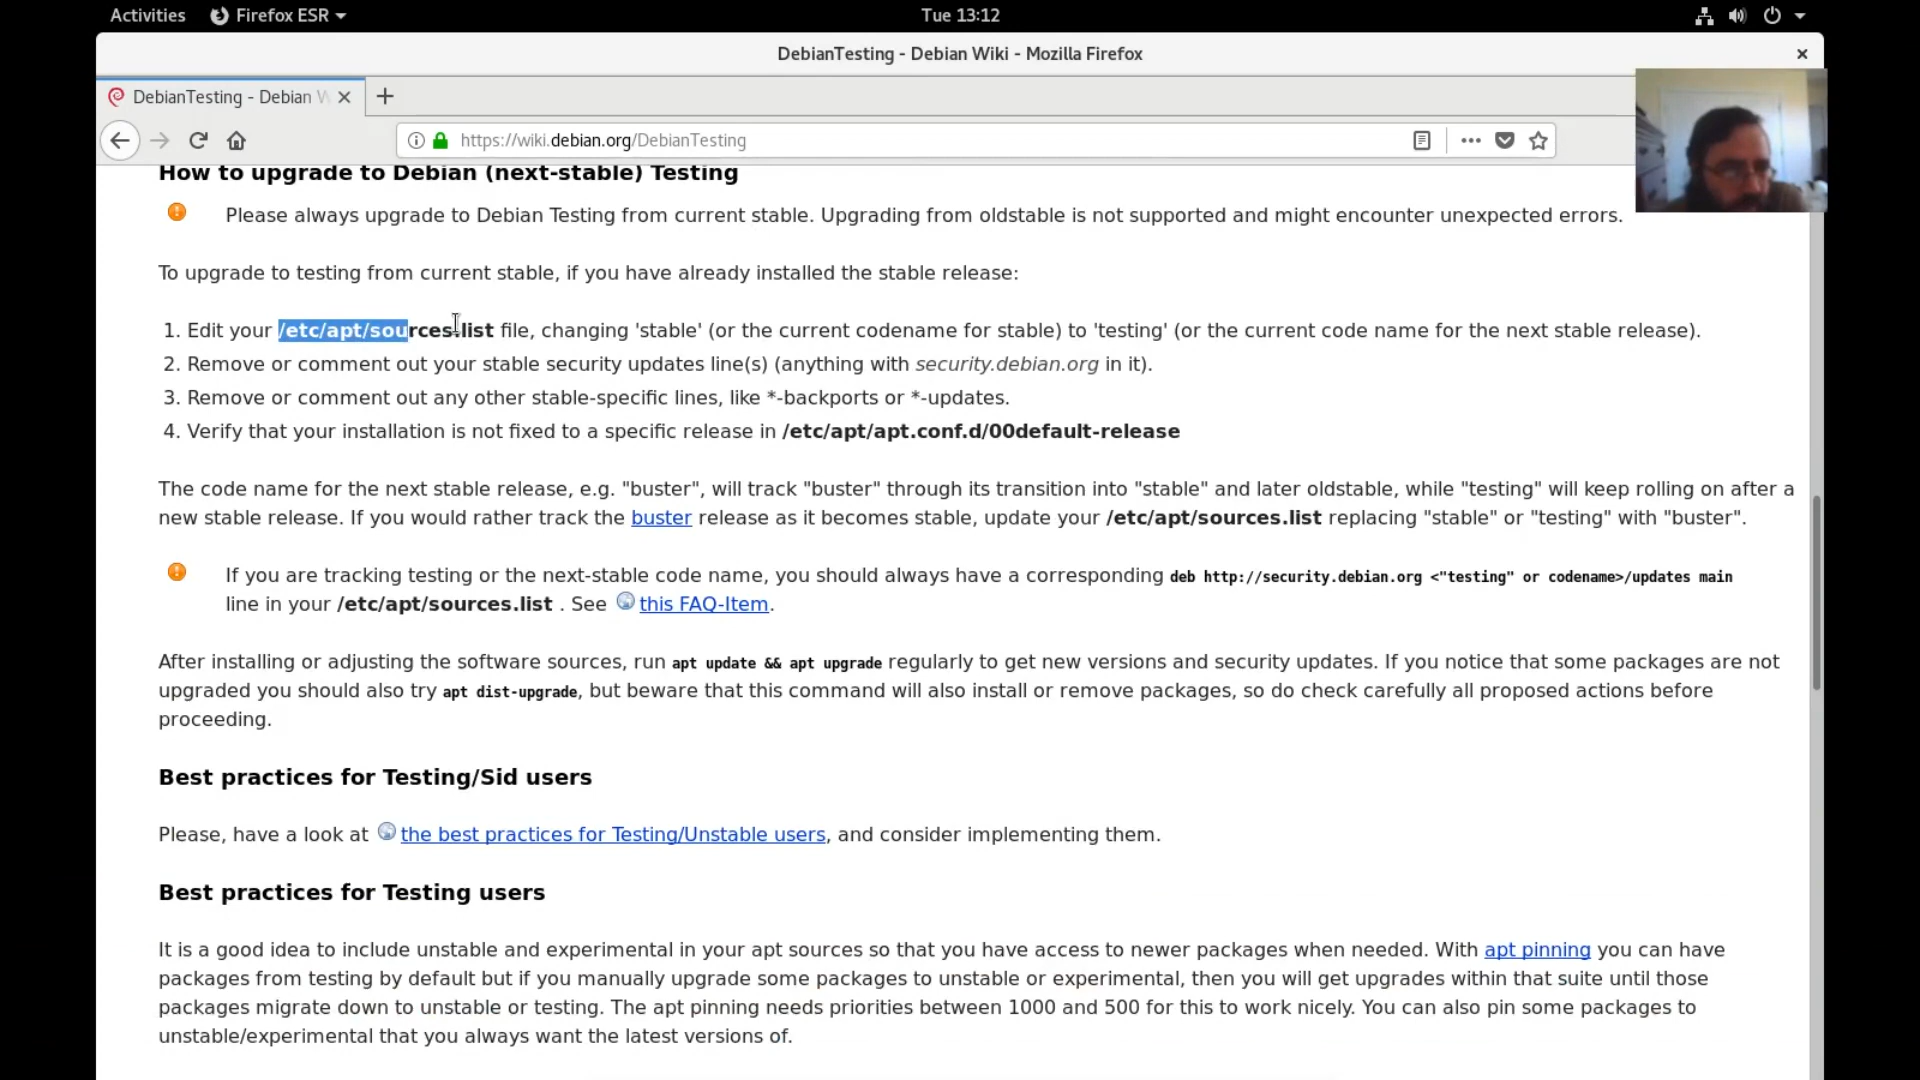 Activities Firefox ESR Tue 13:12
DebianTesting - Debian Wiki - Mozilla Firefox
DebianTesting - Debian W
https://wiki.debian.org/DebianTesting
How to upgrade to Debian (next-stable) Testing
Please always upgrade to Debian Testing from current stable. Upgrading from oldstable is not supported and might encounter unexpected errors.
To upgrade to testing from current stable, if you have already installed the stable release:
1. Edit your /etc/apt/sources.list file, changing 'stable' (or the current codename for stable) to 'testing' (or the current code name for the next stable release).
2. Remove or comment out your stable security updates line(s) (anything with security.debian.org in it).
3. Remove or comment out any other stable-specific lines, like *-backports or *-updates.
4. Verify that your installation is not fixed to a specific release in /etc/apt/apt.conf.d/00default-release
The code name for the next stable release, e.g. "buster", will track "buster" through its transition into "stable" and later oldstable, while "testing" will keep rolling on after a
new stable release. If you would rather track the buster release as it becomes stable, update your /etc/apt/sources.list replacing "stable" or "testing" with "buster".
If you are tracking testing or the next-stable code name, you should always have a corresponding deb http://security.debian.org <"testing" or codename>/updates main
line in your /etc/apt/sources.list . See this FAQ-Item.
After installing or adjusting the software sources, run apt update && apt upgrade regularly to get new versions and security updates. If you notice that some packages are not
upgraded you should also try apt dist-upgrade, but beware that this command will also install or remove packages, so do check carefully all proposed actions before
proceeding.
Best practices for Testing/Sid users
Please, have a look at the best practices for Testing/Unstable users, and consider implementing them.
Best practices for Testing users
It is a good idea to include unstable and experimental in your apt sources so that you have access to newer packages when needed. With apt pinning you can have
packages from testing by default but if you manually upgrade some packages to unstable or experimental, then you will get upgrades within that suite until those
packages migrate down to unstable or testing. The apt pinning needs priorities between 1000 and 500 for this to work nicely. You can also pin some packages to
unstable/experimental that you always want the latest versions of.